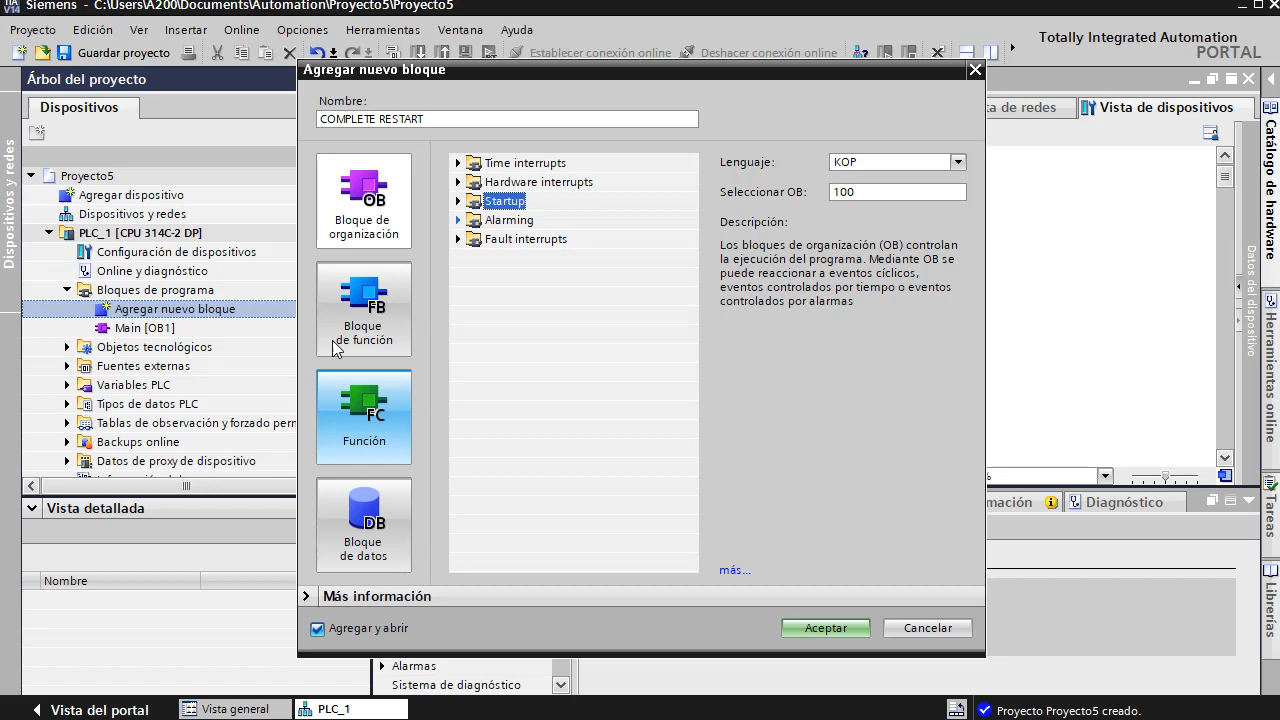 V14
Siemens - C:\Users\A200\Documents\Automation\Proyecto5\Proyecto5
Proyecto Edición Ver Insertar Online Opciones Herramientas Ventana Ayuda
Guardar proyecto
Establecer conexión online
Deshacer conexión online
Totally Integrated Automation
PORTAL
Árbol del proyecto
Dispositivos
Dispositivos y redes
Proyecto5
Agregar dispositivo
Dispositivos y redes
PLC_1 [CPU 314C-2 DP]
Configuración de dispositivos
Online y diagnóstico
Bloques de programa
Agregar nuevo bloque
Main [OB1]
Objetos tecnológicos
Fuentes externas
Variables PLC
Tipos de datos PLC
Tablas de observación y forzado perm
Backups online
Datos de proxy de dispositivo
Vista detallada
Nombre
Agregar nuevo bloque
Nombre:
COMPLETE RESTART
OB
Bloque de
organización
FB
Bloque
de función
FC
Función
DB
Bloque
de datos
Time interrupts
Hardware interrupts
Startup
Alarming
Fault interrupts
Lenguaje: KOP
Seleccionar OB: 100
Descripción:
Los bloques de organización (OB) controlan
la ejecución del programa. Mediante OB se
puede reaccionar a eventos cíclicos,
eventos controlados por tiempo o eventos
controlados por alarmas
más...
Más información
Agregar y abrir
Aceptar
Cancelar
Alarmas
Sistema de diagnóstico
ta de redes
Vista de dispositivos
Datos del dispositivo
%
mación
Diagnóstico
Catálogo de hardware
Herramientas online
Tareas
Librerías
Vista del portal
Vista general
PLC_1
Proyecto Proyecto5 creado.